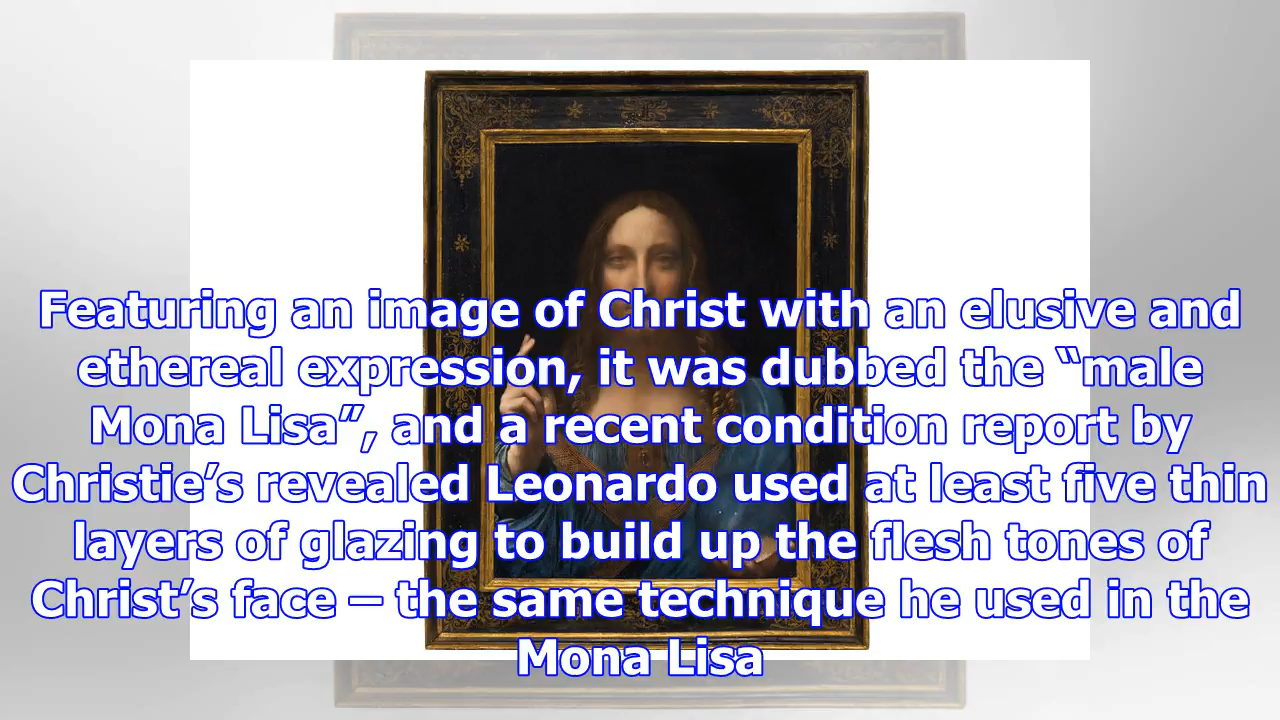 Featuring an image of Christ with an elusive and
ethereal expression, it was dubbed the “male
Mona Lisa”, and a recent condition report by
Christie’s revealed Leonardo used at least five thin
layers of glazing to build up the flesh tones of
Christ’s face – the same technique he used in the
Mona Lisa